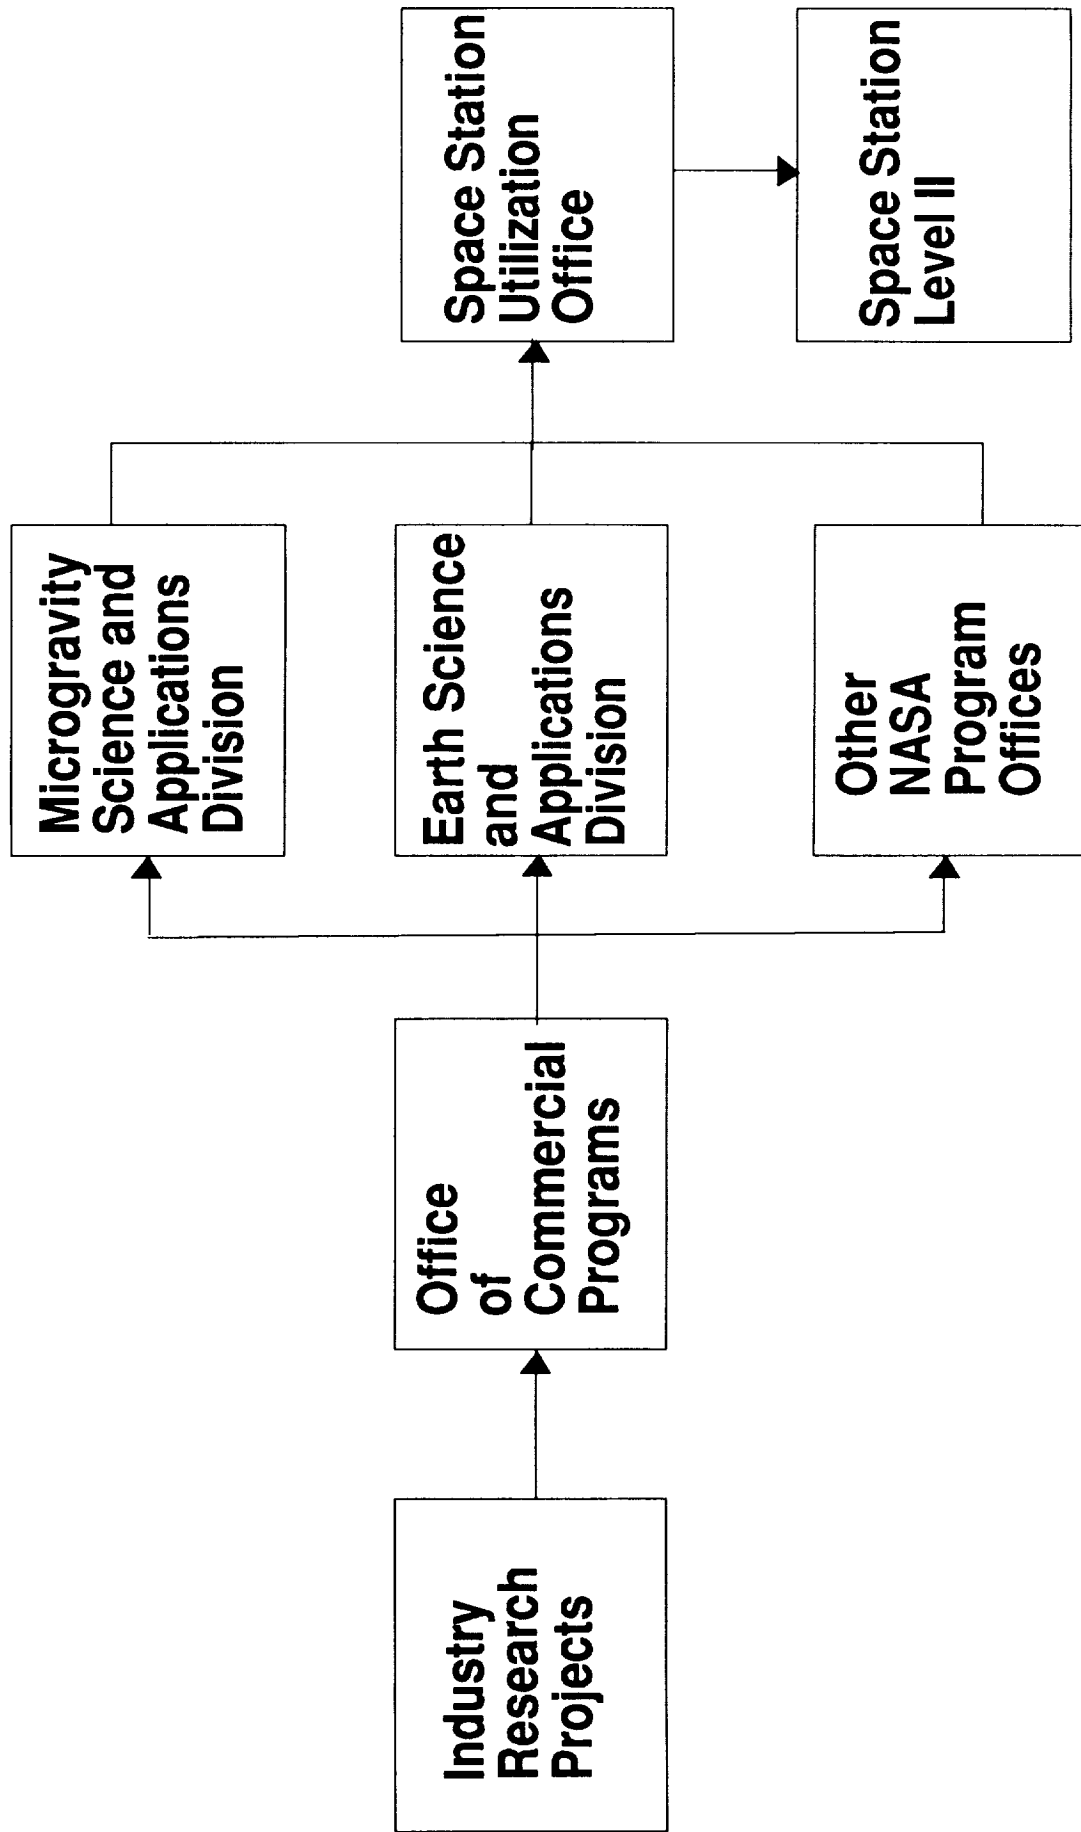 Industry
Research
Projects
Office
of
Commercial
Programs
Microgravity
Science and
Applications
Division
Earth Science
and
Applications
Division
Other
NASA
Program
Offices
Space Station
Utilization
Office
Space Station
Level II